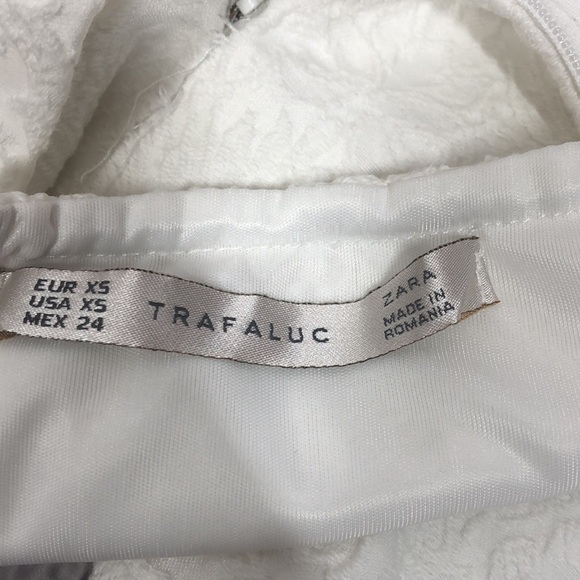 EUR XS
USA XS
MEX 24
TRAFALUC
ZARA
MADE IN
ROMANIA